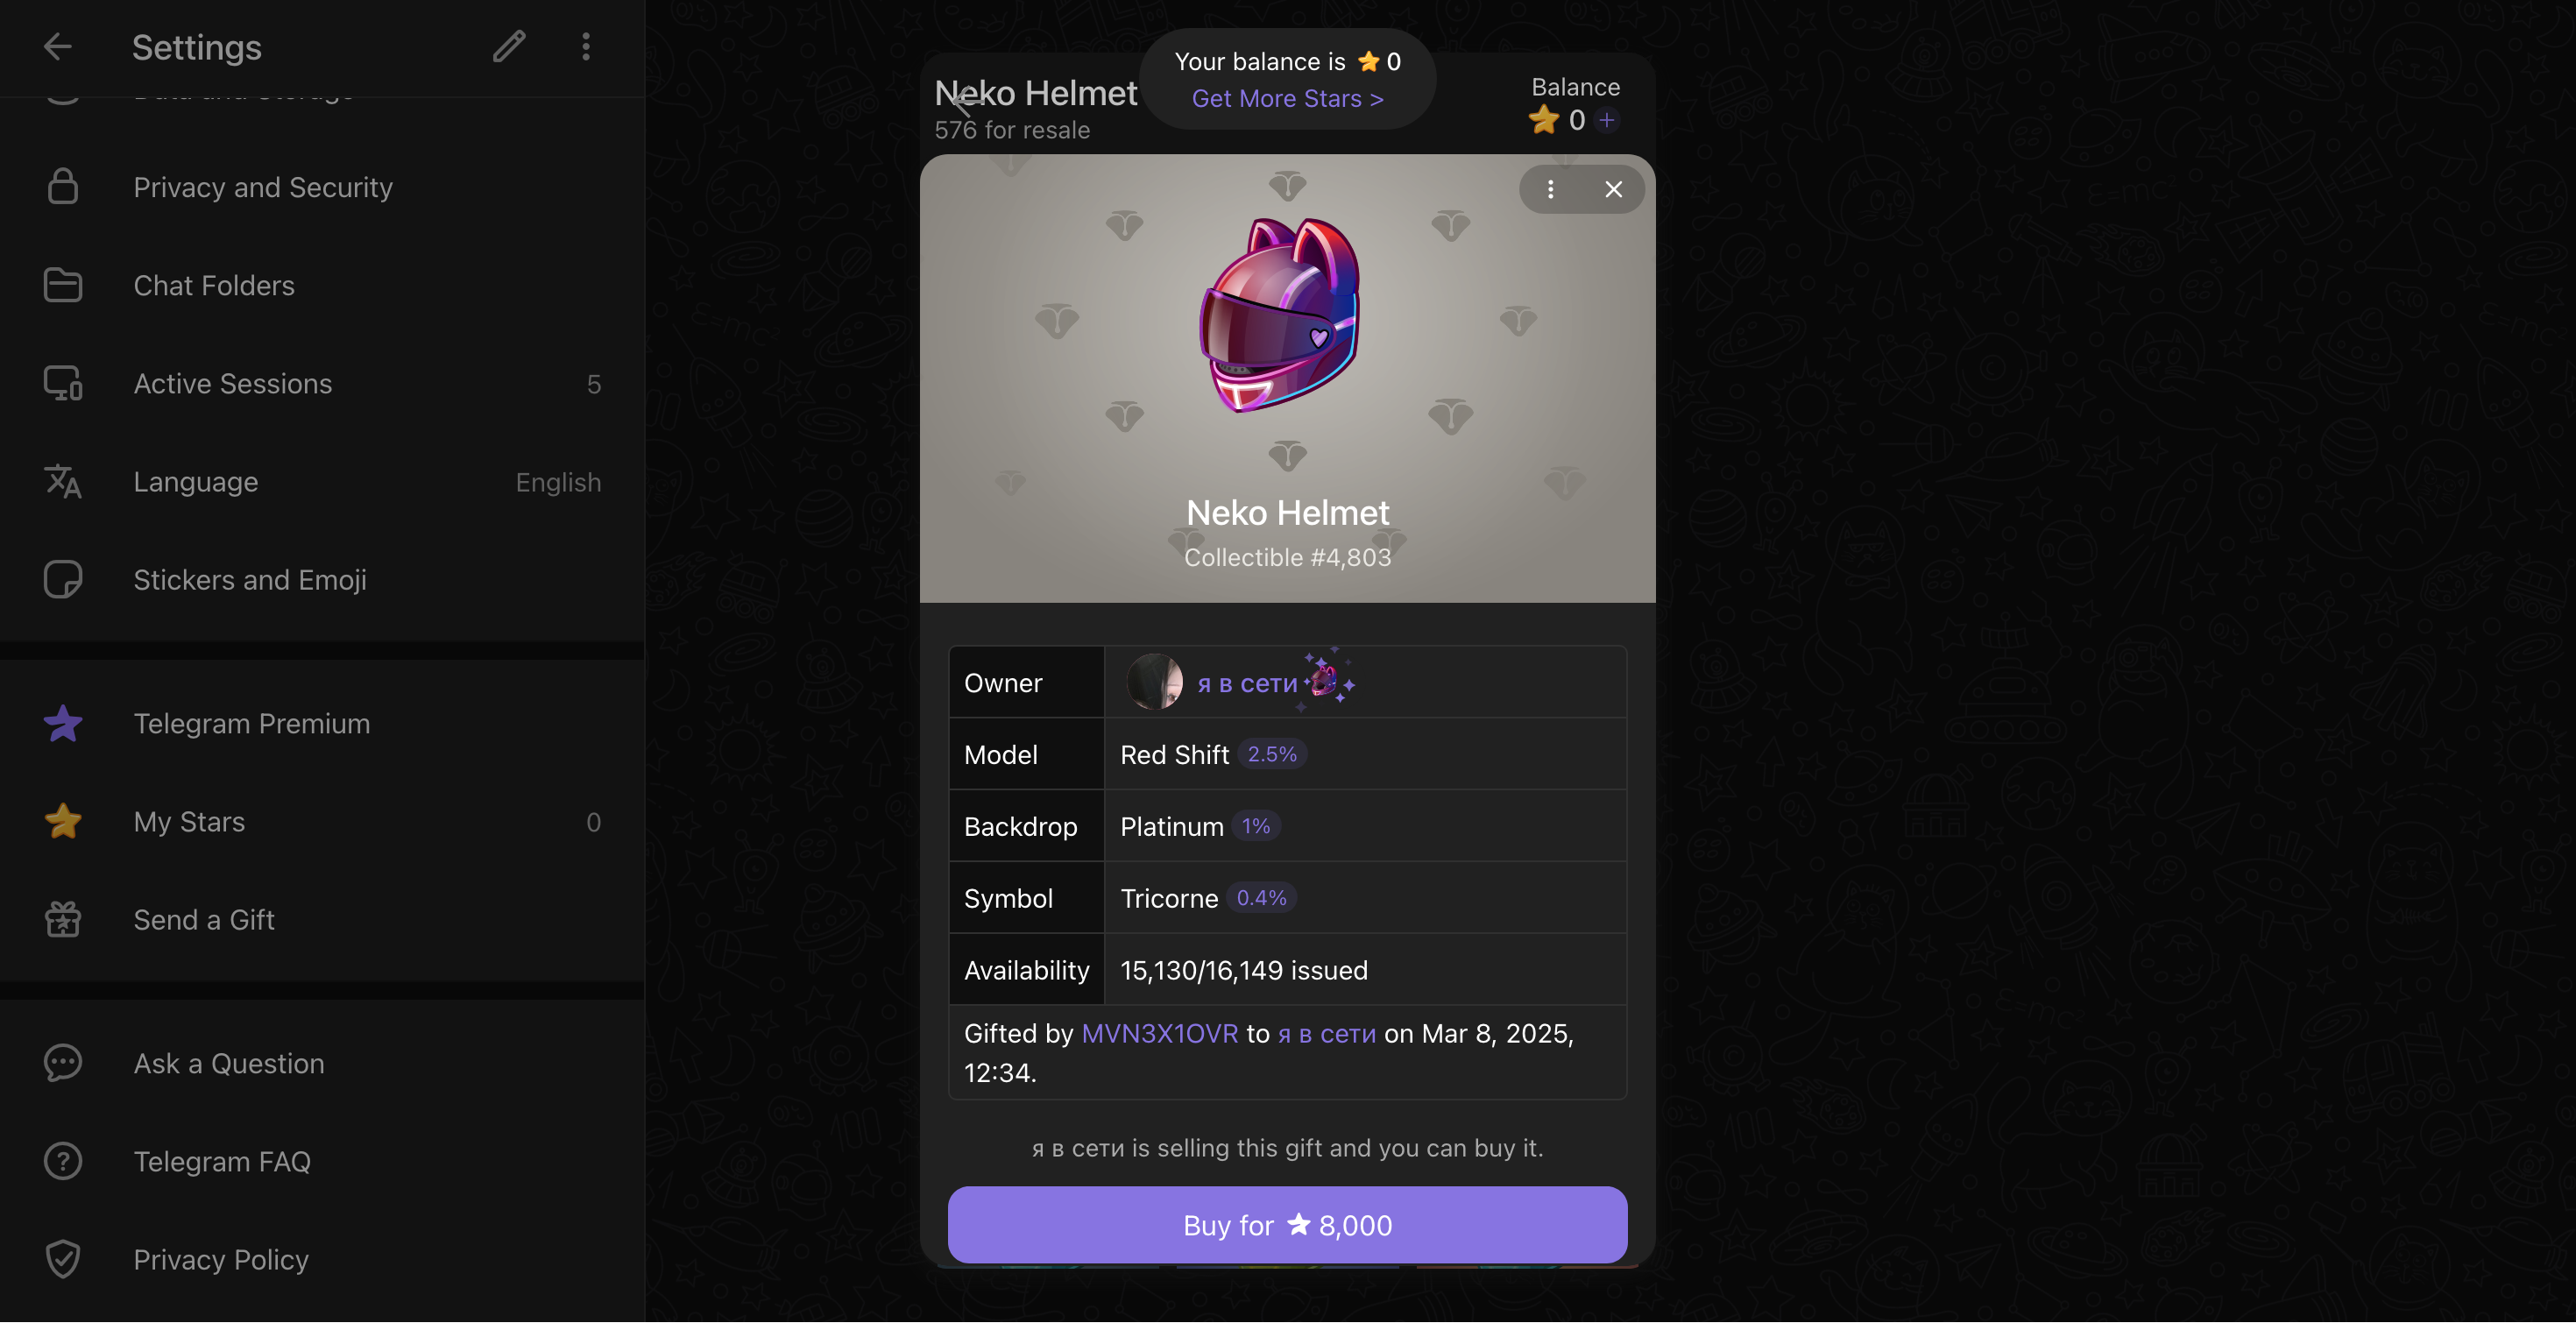 Settings
Data and Storage
Privacy and Security
Chat Folders
Active Sessions 5
Language English
Stickers and Emoji
Telegram Premium
My Stars 0
Send a Gift
Ask a Question
Telegram FAQ
Privacy Policy
Your balance is 0
Get More Stars >
Neko Helmet
576 for resale
Balance
0 +
Neko Helmet
Collectible #4,803
Owner я в сети
Model Red Shift 2.5%
Backdrop Platinum 1%
Symbol Tricorne 0.4%
Availability 15,130/16,149 issued
Gifted by MVN3X1OVR to я в сети on Mar 8, 2025,
12:34.
я в сети is selling this gift and you can buy it.
Buy for 8,000